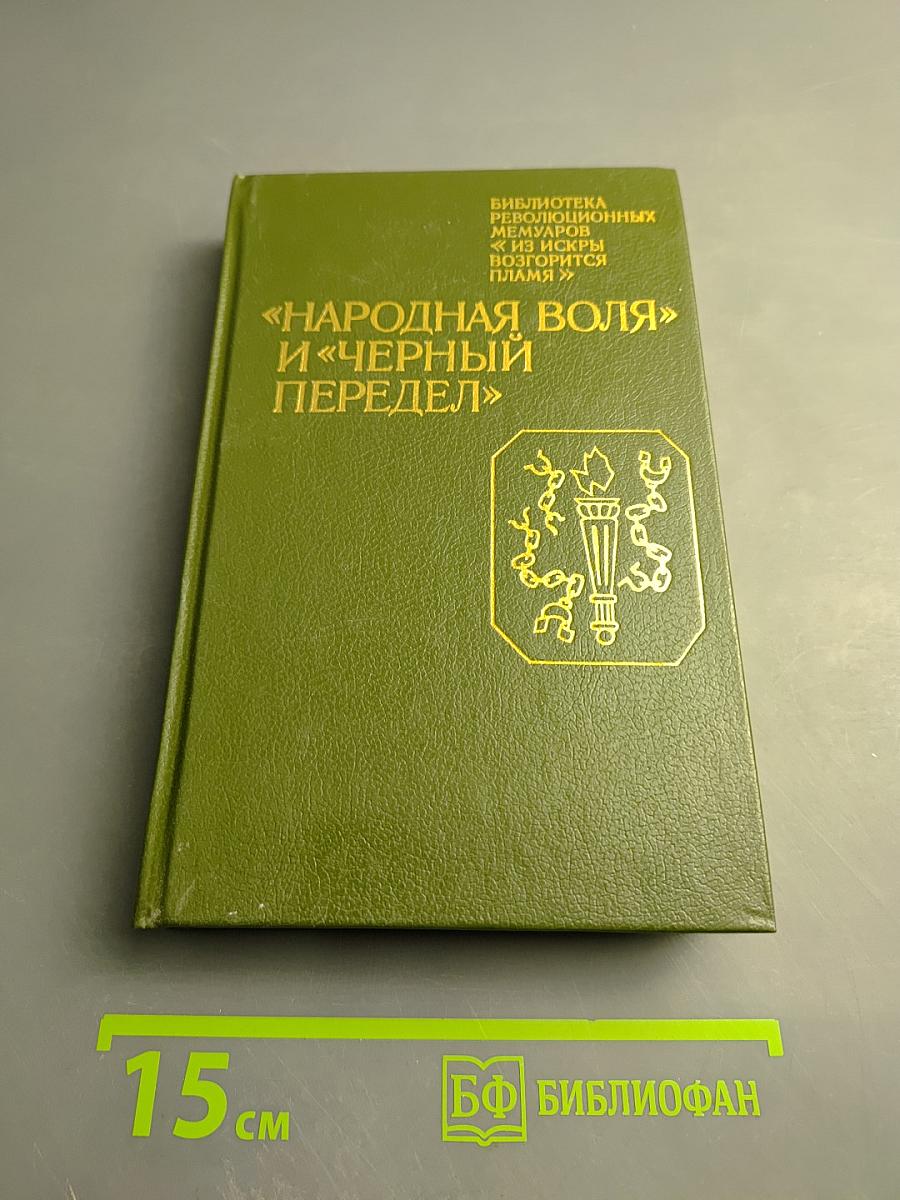 БИБЛИОТЕКА
РЕВОЛЮЦИОННЫХ
МЕМУАРОВ
« ИЗ ИСКРЫ
ВОЗГОРИТСЯ
ПЛАМЯ »
«НАРОДНАЯ ВОЛЯ»
И «ЧЕРНЫЙ
ПЕРЕДЕЛ»
15 см
БФ БИБЛИОФАН